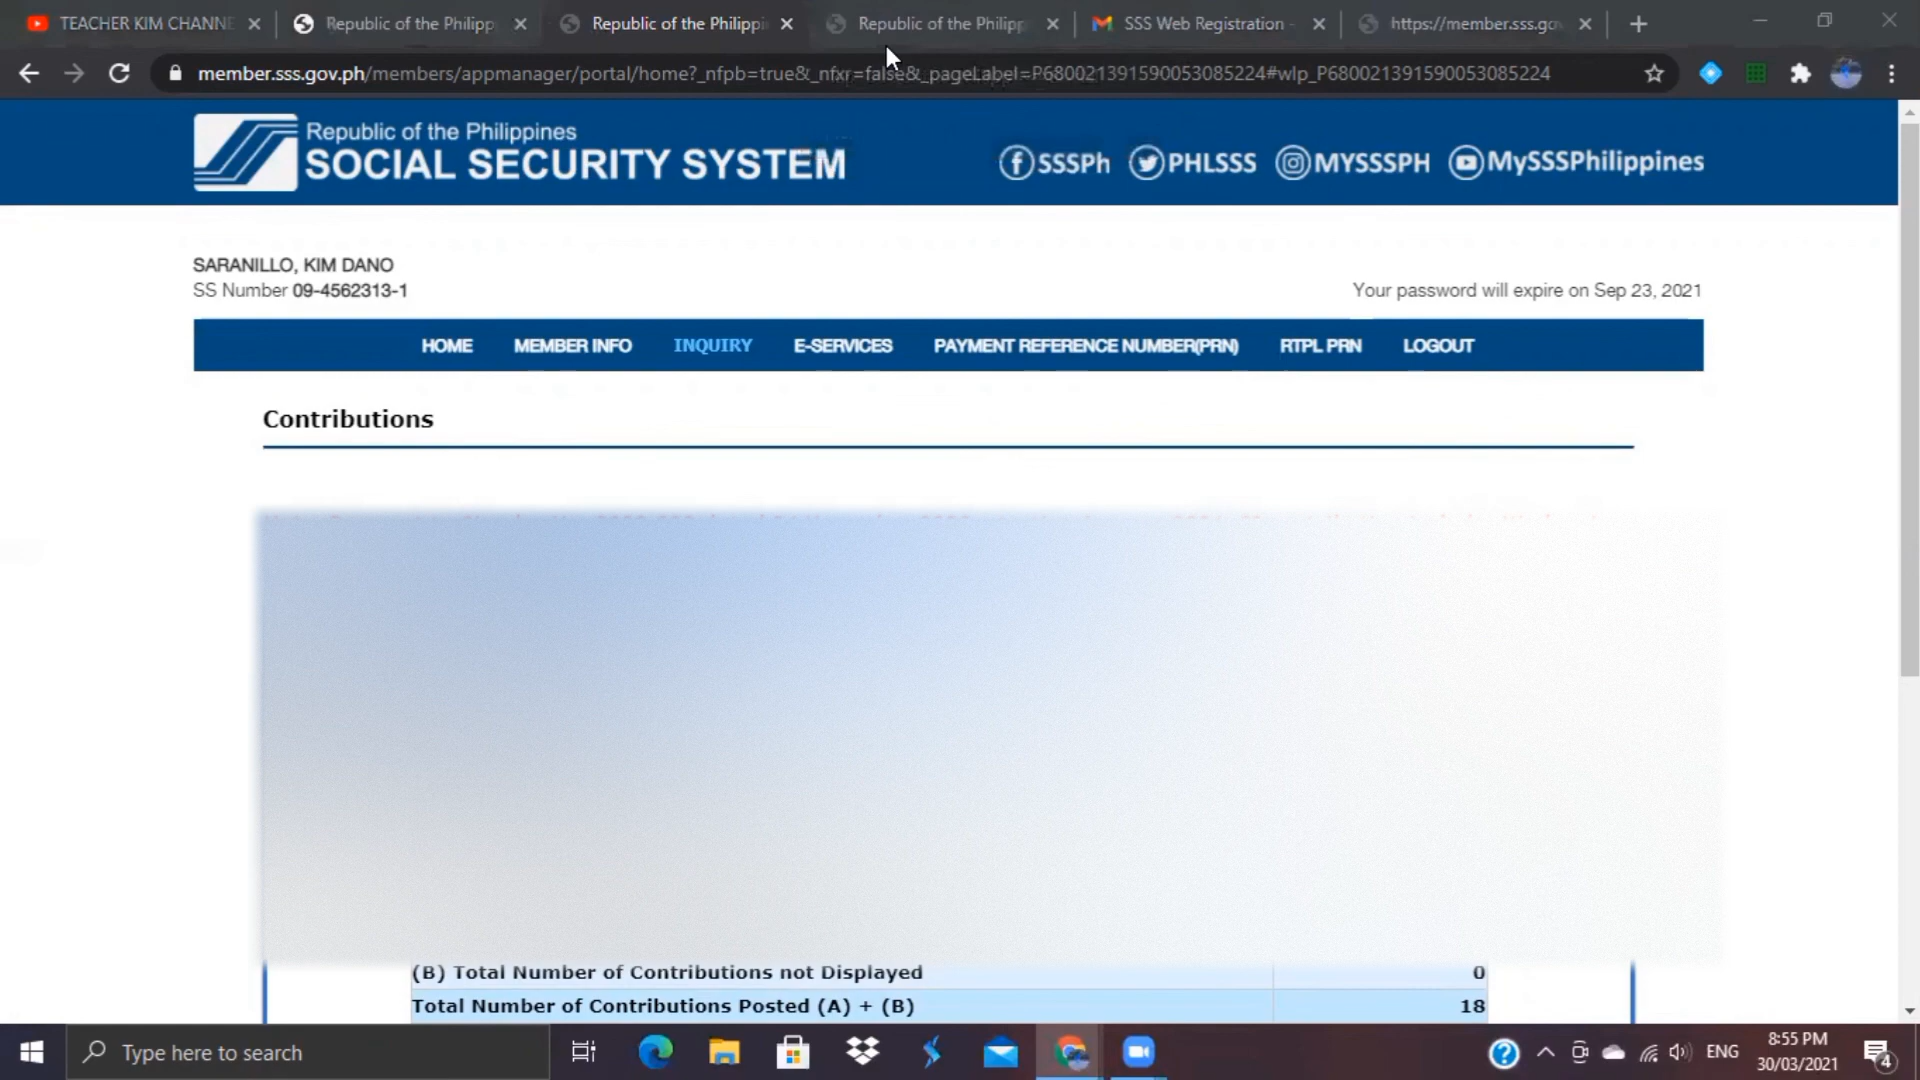 TEACHER KIM CHANNE
Republic of the Philipp
Republic of the Philippi
Republic of the Philipp
SSS Web Registration -
https://member.sss.go
member.sss.gov.ph/members/appmanager/portal/home?_nfpb=true&_nfxr=false&_pageLabel=P680021391590053085224#wlp_P680021391590053085224
Republic of the Philippines
SOCIAL SECURITY SYSTEM
SSSPh PHLSSS MYSSSPH MySSSPhilippines
SARANILLO, KIM DANO
SS Number 09-4562313-1
Your password will expire on Sep 23, 2021
HOME MEMBER INFO INQUIRY E-SERVICES PAYMENT REFERENCE NUMBER(PRN) RTPL PRN LOGOUT
Contributions
(B) Total Number of Contributions not Displayed 0
Total Number of Contributions Posted (A) + (B) 18
Type here to search
ENG
8:55 PM
30/03/2021
4